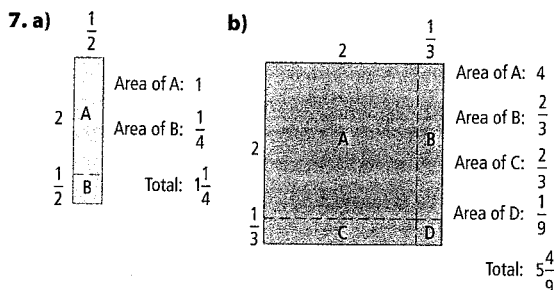 7. a)
1/2
2
A
1/2
B
Area of A: 1
Area of B: 1/4
Total: 1 1/4
b)
2
1/3
2
A
B
1/3
C
D
Area of A: 4
Area of B: 2/3
Area of C: 2/3
Area of D: 1/9
Total: 5 4/9